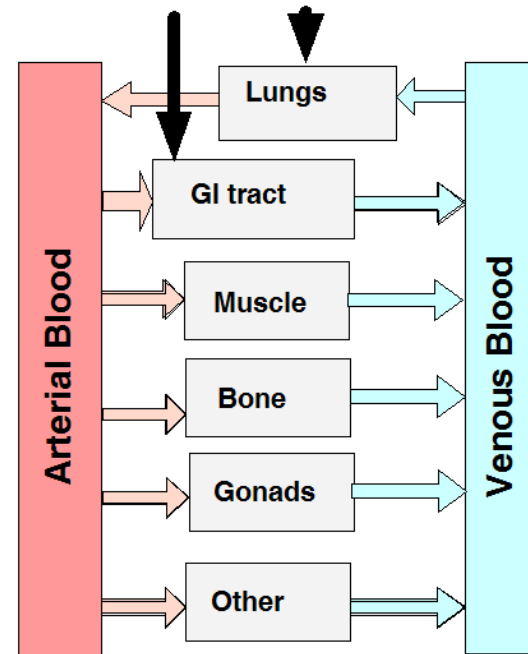 Lungs
GI tract
Muscle
Bone
Gonads
Other
Arterial Blood
Venous Blood